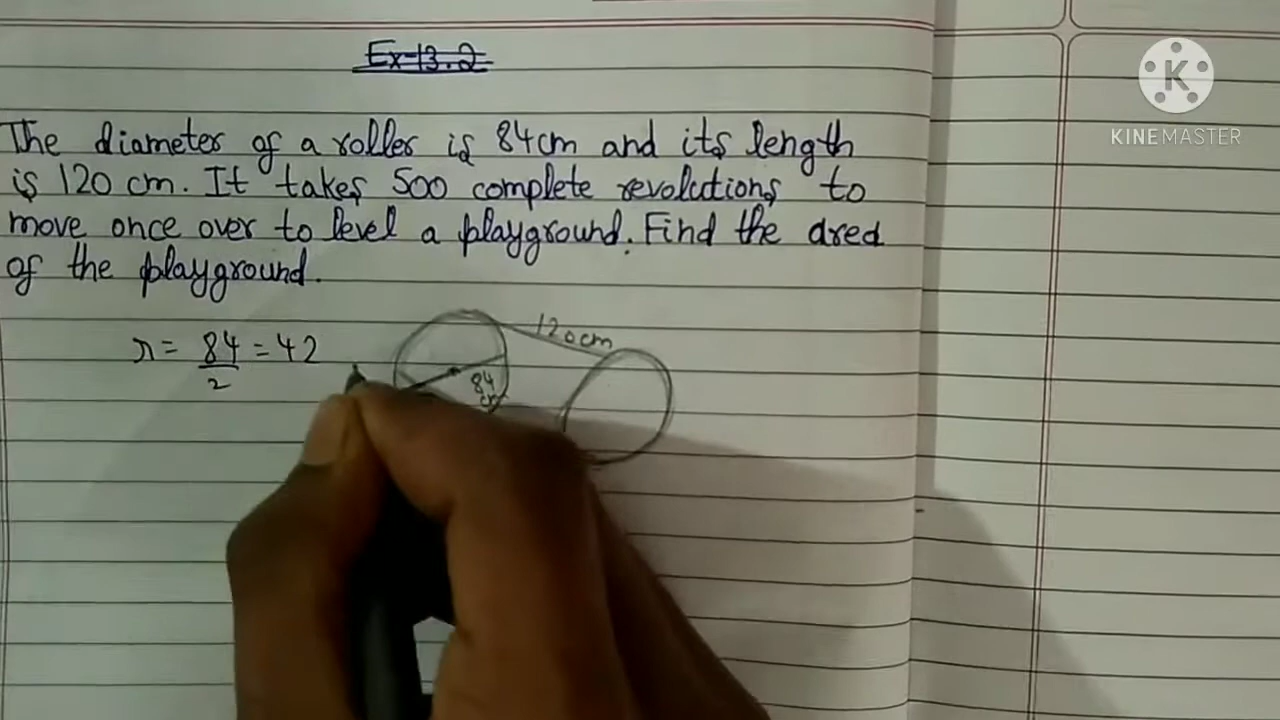 Ex-13.2
KINEMASTER
The diameter of a roller is 84cm and its length
is 120 cm. It takes 500 complete revolutions to
move once over to level a playground. Find the area
of the playground.
r = 84/2 = 42
120cm
84
cm